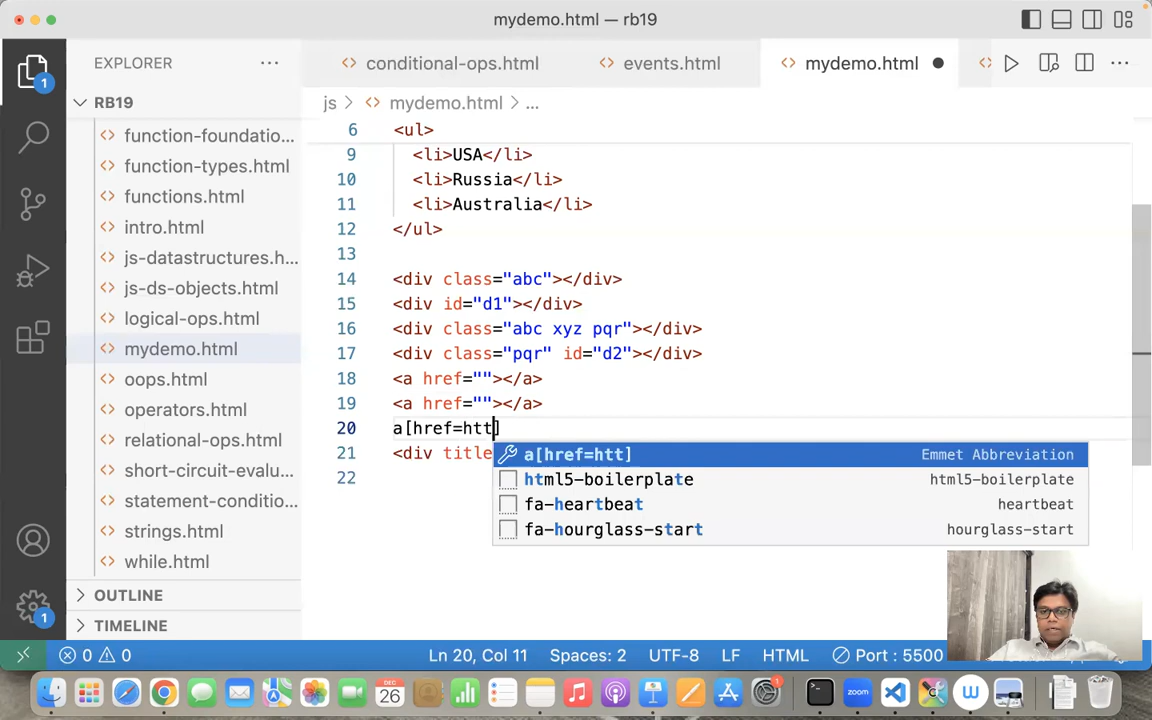 mydemo.html — rb19
EXPLORER
conditional-ops.html
events.html
mydemo.html
RB19
js > mydemo.html > ...
function-foundatio...
function-types.html
functions.html
intro.html
js-datastructures.h...
js-ds-objects.html
logical-ops.html
mydemo.html
oops.html
operators.html
relational-ops.html
short-circuit-evalu...
statement-conditio...
strings.html
while.html
OUTLINE
TIMELINE
6 <ul>
9 <li>USA</li>
10 <li>Russia</li>
11 <li>Australia</li>
12 </ul>
13
14 <div class="abc"></div>
15 <div id="d1"></div>
16 <div class="abc xyz pqr"></div>
17 <div class="pqr" id="d2"></div>
18 <a href=""></a>
19 <a href=""></a>
20 a[href=htt]
21 <div title
22
a[href=htt] Emmet Abbreviation
html5-boilerplate html5-boilerplate
fa-heartbeat heartbeat
fa-hourglass-start hourglass-start
1
1
0 0
Ln 20, Col 11
Spaces: 2
UTF-8
LF
HTML
Port : 5500
DEC
26
zoom
W
1